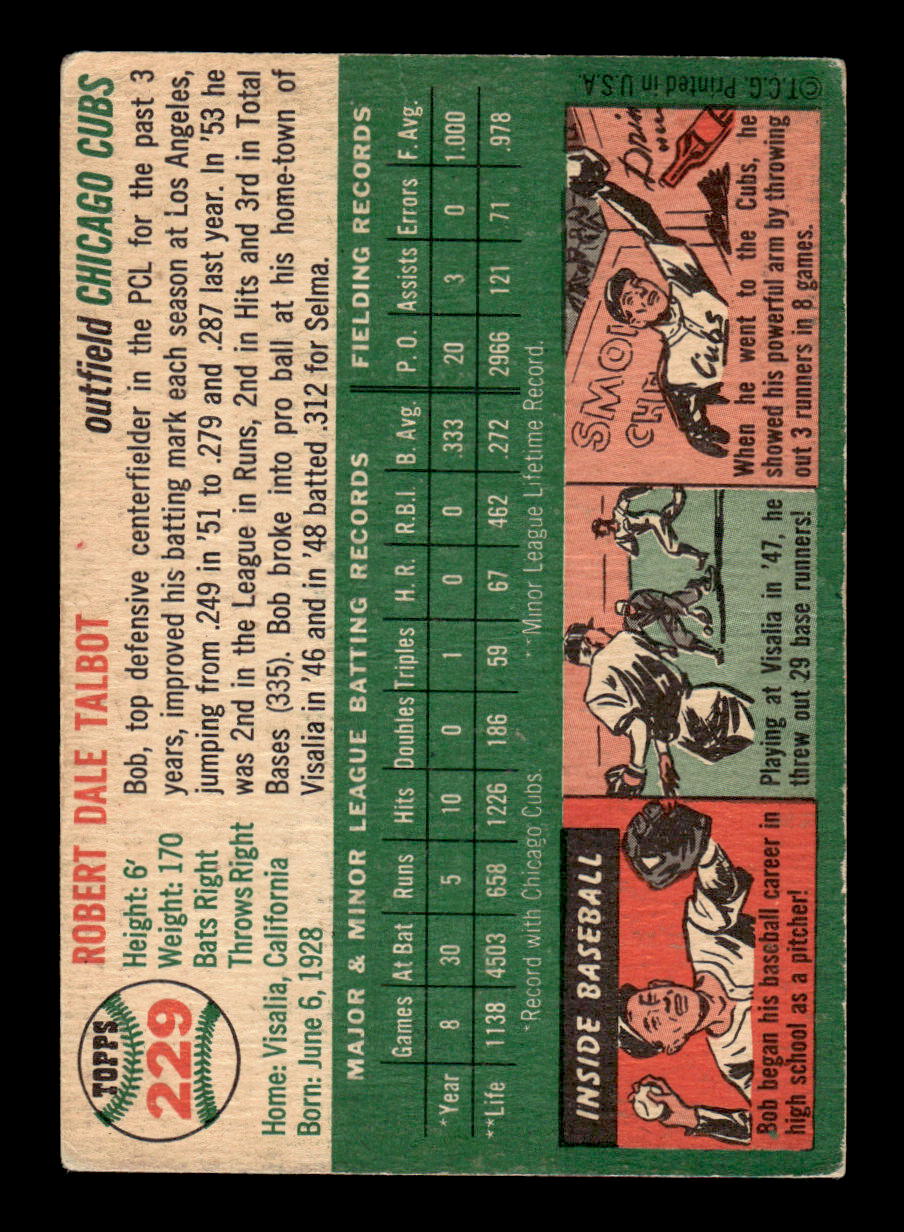 TOPPS
229
ROBERT DALE TALBOT
outfield CHICAGO CUBS
Height: 6'
Weight: 170
Bats Right
Throws Right
Home: Visalia, California
Born: June 6, 1928
Bob, top defensive centerfielder in the PCL for the past 3
years, improved his batting mark each season at Los Angeles,
jumping from .249 in '51 to .279 and .287 last year. In '53 he
was 2nd in the League in Runs, 2nd in Hits and 3rd in Total
Bases (335). Bob broke into pro ball at his home-town of
Visalia in '46 and in '48 batted .312 for Selma.
MAJOR & MINOR LEAGUE BATTING RECORDS FIELDING RECORDS
Games At Bat Runs Hits Doubles Triples H. R. R.B.I. B. Avg. P. O. Assists Errors F. Avg.
*Year 8 30 5 10 0 1 0 0 .333 20 3 0 1.000
**Life 1138 4503 658 1226 186 59 67 462 .272 2966 121 71 .978
*Record with Chicago Cubs. **Minor League Lifetime Record.
INSIDE BASEBALL
Bob began his baseball career in
high school as a pitcher!
Playing at Visalia in '47, he
threw out 29 base runners!
SMO
CH
Cubs
When he went to the Cubs, he
showed his powerful arm by throwing
out 3 runners in 8 games.
©T.C.G. Printed in U.S.A.